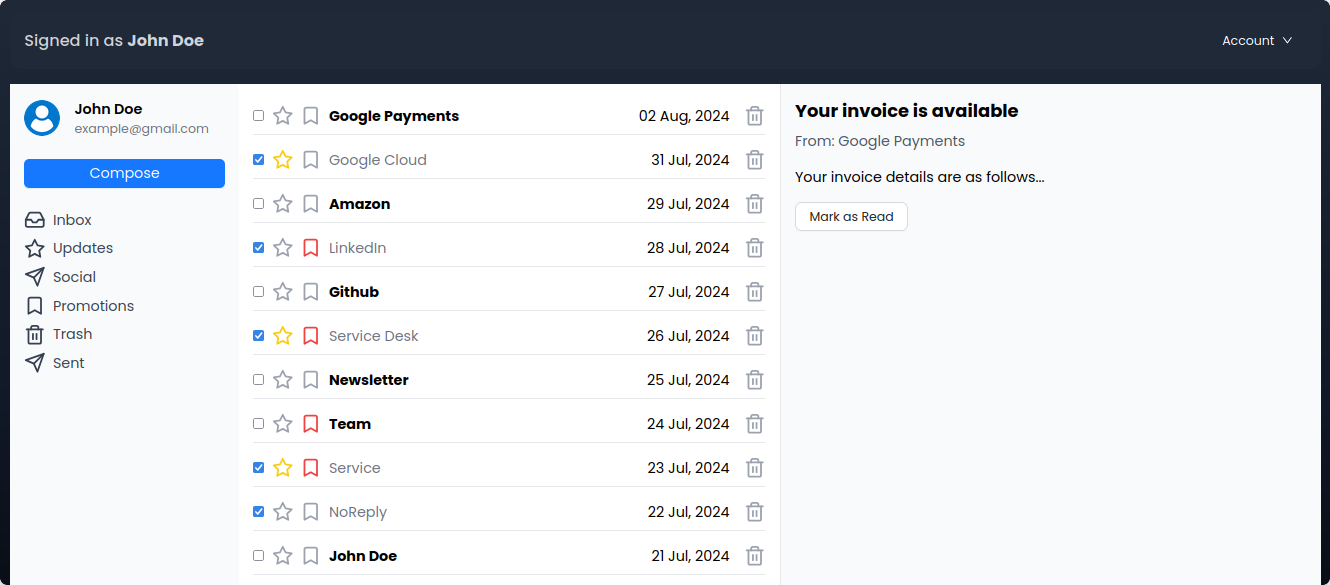 Signed in as John Doe
Account
John Doe
example@gmail.com
Compose
Inbox
Updates
Social
Promotions
Trash
Sent
Google Payments 02 Aug, 2024
Google Cloud 31 Jul, 2024
Amazon 29 Jul, 2024
LinkedIn 28 Jul, 2024
Github 27 Jul, 2024
Service Desk 26 Jul, 2024
Newsletter 25 Jul, 2024
Team 24 Jul, 2024
Service 23 Jul, 2024
NoReply 22 Jul, 2024
John Doe 21 Jul, 2024
Your invoice is available
From: Google Payments
Your invoice details are as follows...
Mark as Read